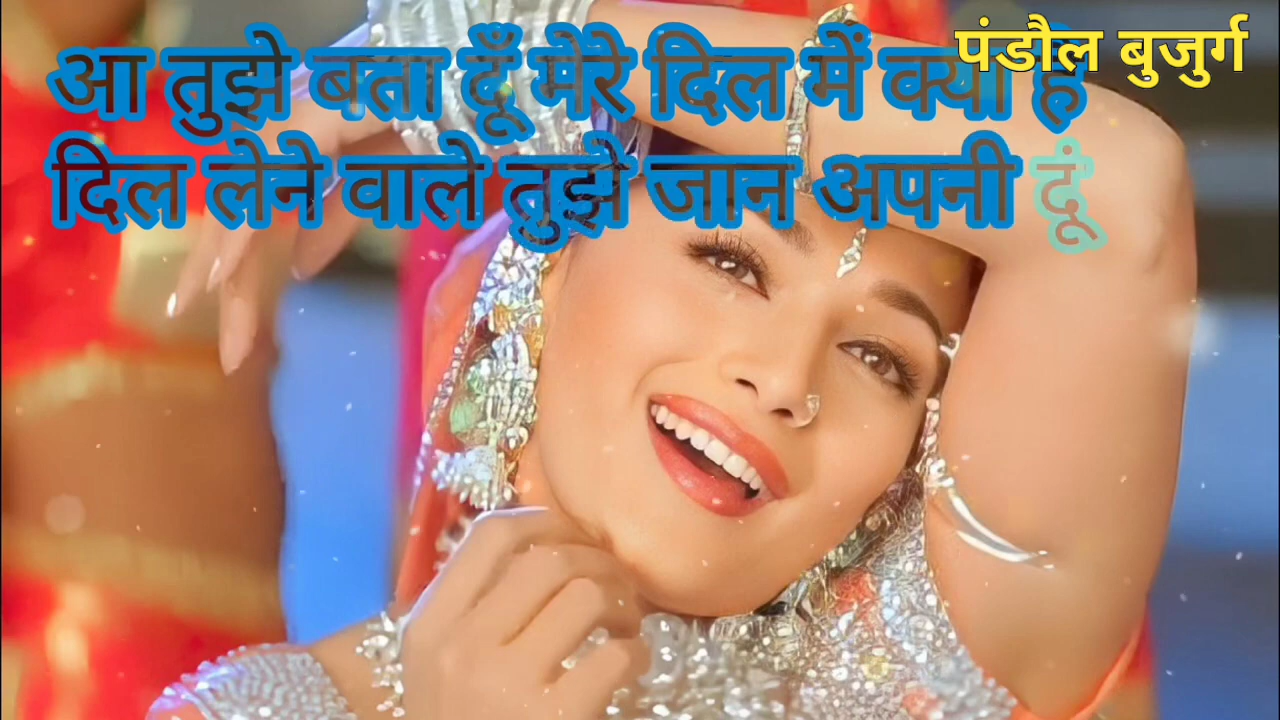 पंडौल बुजुर्ग
आ तुझे बता दूँ मेरे दिल में क्या है
दिल लेने वाले तुझे जान अपनी दूं